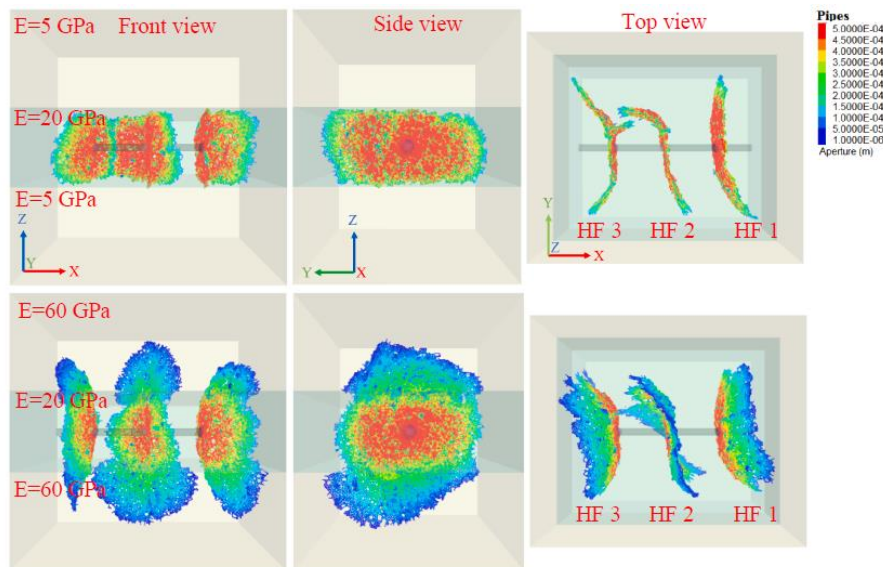 E=5 GPa Front view
Side view
Top view
Pipes
5.0000E-04
4.5000E-04
4.0000E-04
3.5000E-04
3.0000E-04
2.5000E-04
2.0000E-04
1.5000E-04
1.0000E-04
5.0000E-05
1.0000E-06
Aperture (m)
E=20 GPa
E=5 GPa
Z
Y
X
Z
Y
HF 3
HF 2
HF 1
Y
Z
X
E=60 GPa
E=20 GPa
E=60 GPa
HF 3
HF 2
HF 1